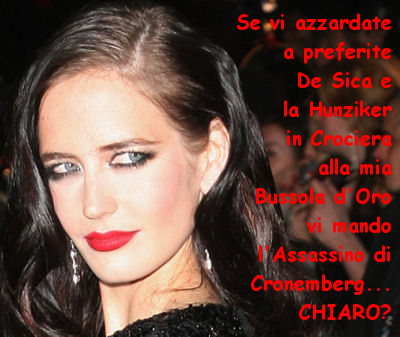 Se vi azzardate
a preferite
De Sica e
la Hunziker
in Crociera
alla mia
Bussola d'Oro
vi mando
l'Assassino di
Cronemberg...
CHIARO?